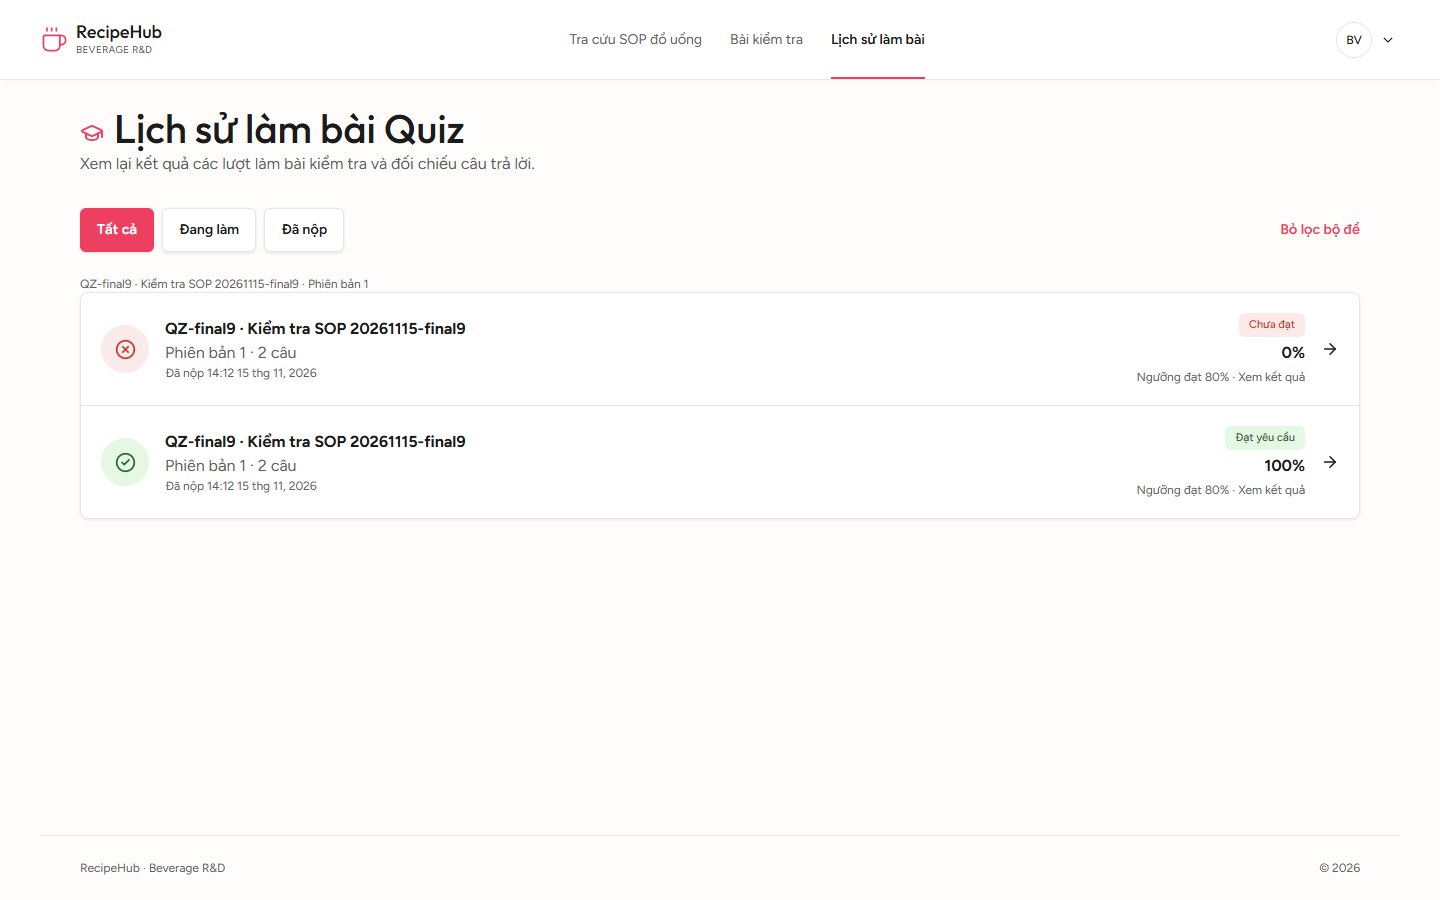 RecipeHub
BEVERAGE R&D
Tra cứu SOP đồ uống
Bài kiểm tra
Lịch sử làm bài
BV
Lịch sử làm bài Quiz
Xem lại kết quả các lượt làm bài kiểm tra và đối chiếu câu trả lời.
Tất cả
Đang làm
Đã nộp
Bỏ lọc bộ đề
QZ-final9 · Kiểm tra SOP 20261115-final9 · Phiên bản 1
QZ-final9 · Kiểm tra SOP 20261115-final9
Phiên bản 1 · 2 câu
Đã nộp 14:12 15 thg 11, 2026
Chưa đạt
0%
Ngưỡng đạt 80% · Xem kết quả
QZ-final9 · Kiểm tra SOP 20261115-final9
Phiên bản 1 · 2 câu
Đã nộp 14:12 15 thg 11, 2026
Đạt yêu cầu
100%
Ngưỡng đạt 80% · Xem kết quả
RecipeHub · Beverage R&D
© 2026